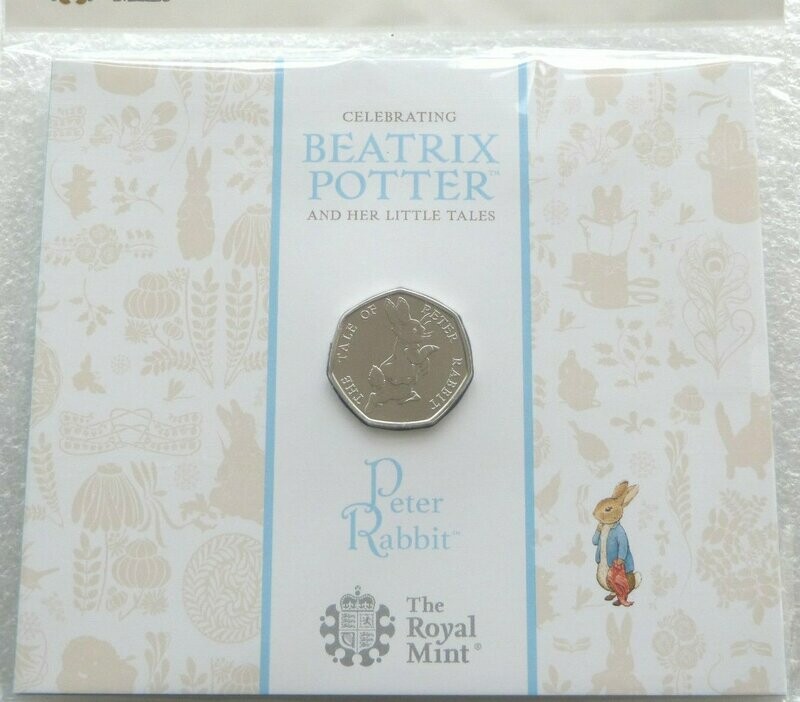 CELEBRATING
BEATRIX
POTTER™
AND HER LITTLE TALES
THE TALE OF PETER RABBIT
Peter
Rabbit™
The
Royal
Mint®